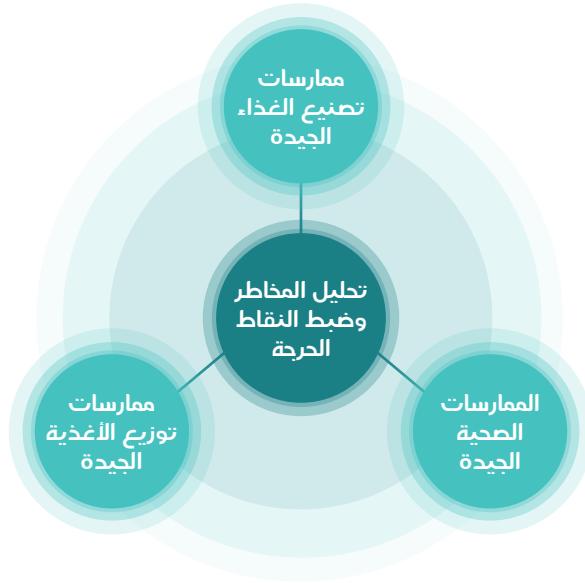 ممارسات
تصنيع الغذاء
الجيدة
تحليل المخاطر
وضبط النقاط
الحرجة
الممارسات
الصحية
الجيدة
ممارسات
توزيع الأغذية
الجيدة